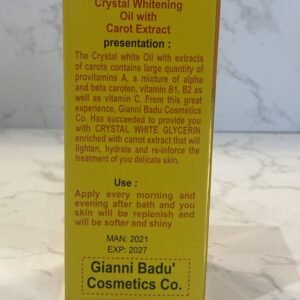 Crystal Whitening
Oil with
Carot Extract
presentation :
The Crystal white Oil with extracts
of carots contains large quantity of
provitamins A, a mixture of alpha
and beta caroten, vitamin B1, B2 as
well as vitamin C. From this great
experience, Gianni Badu Cosmetics
Co. Has succeeded to provide you
with CRYSTAL WHITE GLYCERIN
enriched with carot extract that will
lighten, hydrate and re-inforce the
treatment of you delicate skin.
Use :
Apply every morning and
evening after bath and you
skin will be replenish and
will be softer and shiny
MAN: 2021
EXP: 2027
Gianni Badu'
Cosmetics Co.